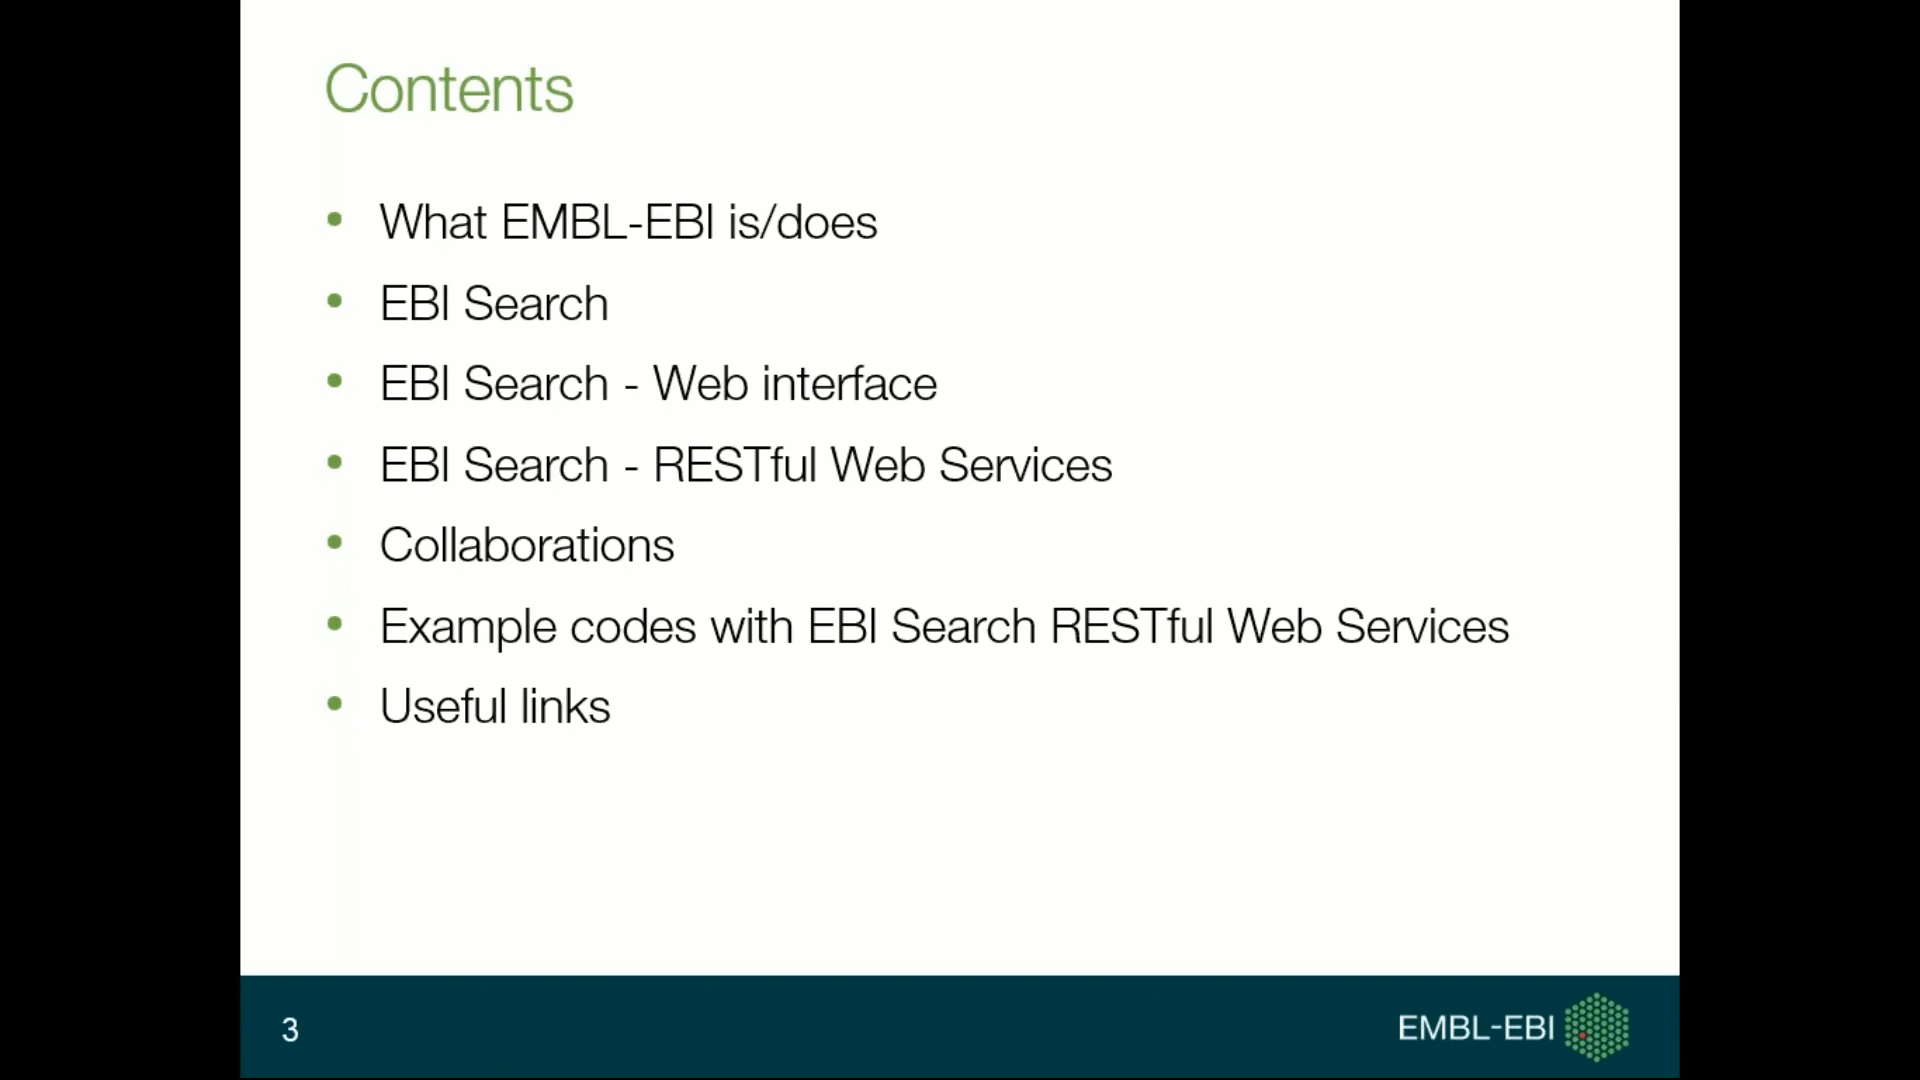 Contents
• What EMBL-EBI is/does
• EBI Search
• EBI Search - Web interface
• EBI Search - RESTful Web Services
• Collaborations
• Example codes with EBI Search RESTful Web Services
• Useful links
3
EMBL-EBI